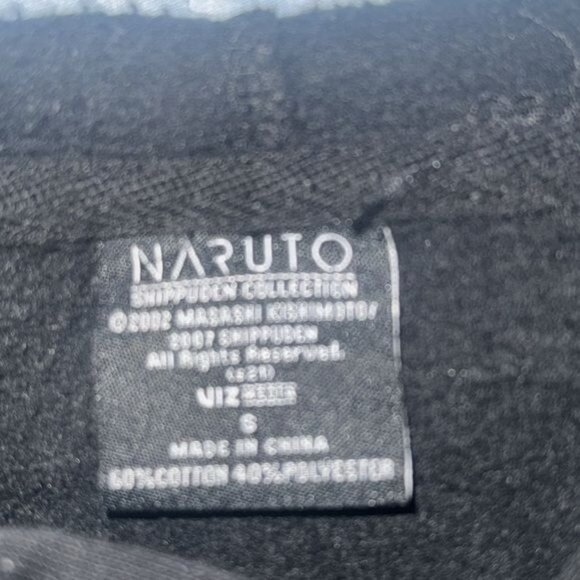 NARUTO
SHIPPUDEN COLLECTION
©2002 MASASHI KISHIMOTO/
2007 SHIPPUDEN
All Rights Reserved.
VIZ MEDIA
S
MADE IN CHINA
60%COTTON 40%POLYESTER